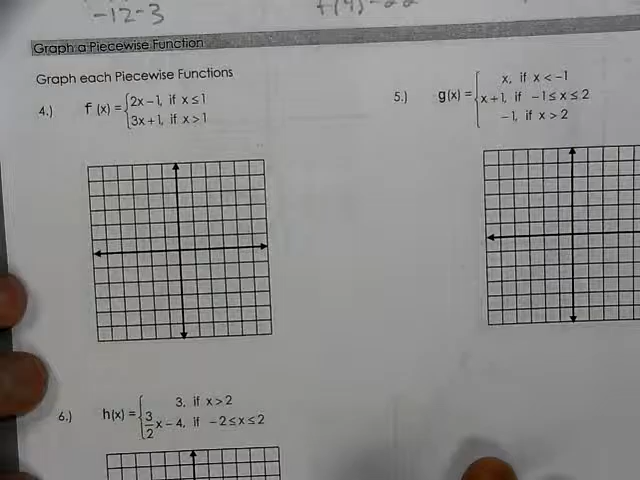 -12-3
Graph a Piecewise Function
Graph each Piecewise Functions
4.) f (x) = { 2x − 1, if x ≤ 1
3x + 1, if x > 1
5.) g(x) = { x, if x < −1
x + 1, if −1 ≤ x ≤ 2
−1, if x > 2
6.) h(x) = { 3, if x > 2
3/2 x − 4, if −2 ≤ x ≤ 2